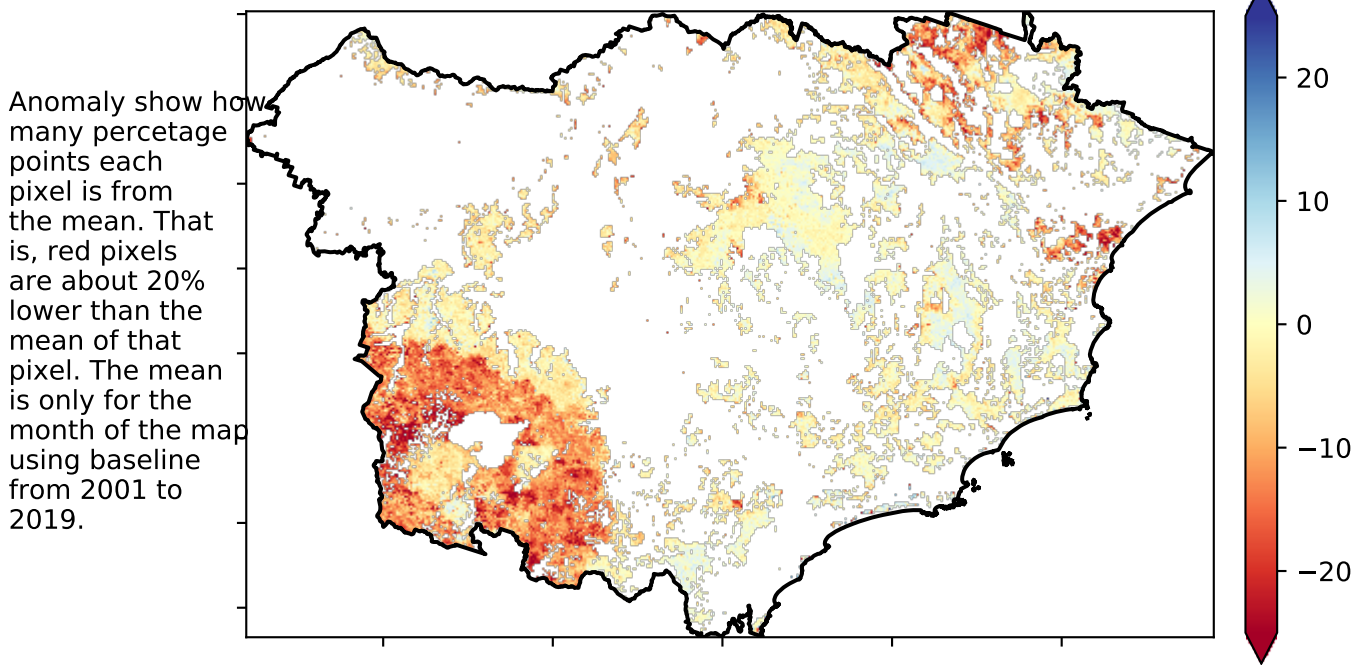 Anomaly show how
many percetage
points each
pixel is from
the mean. That
is, red pixels
are about 20%
lower than the
mean of that
pixel. The mean
is only for the
month of the map
using baseline
from 2001 to
2019.
20
10
0
−10
−20